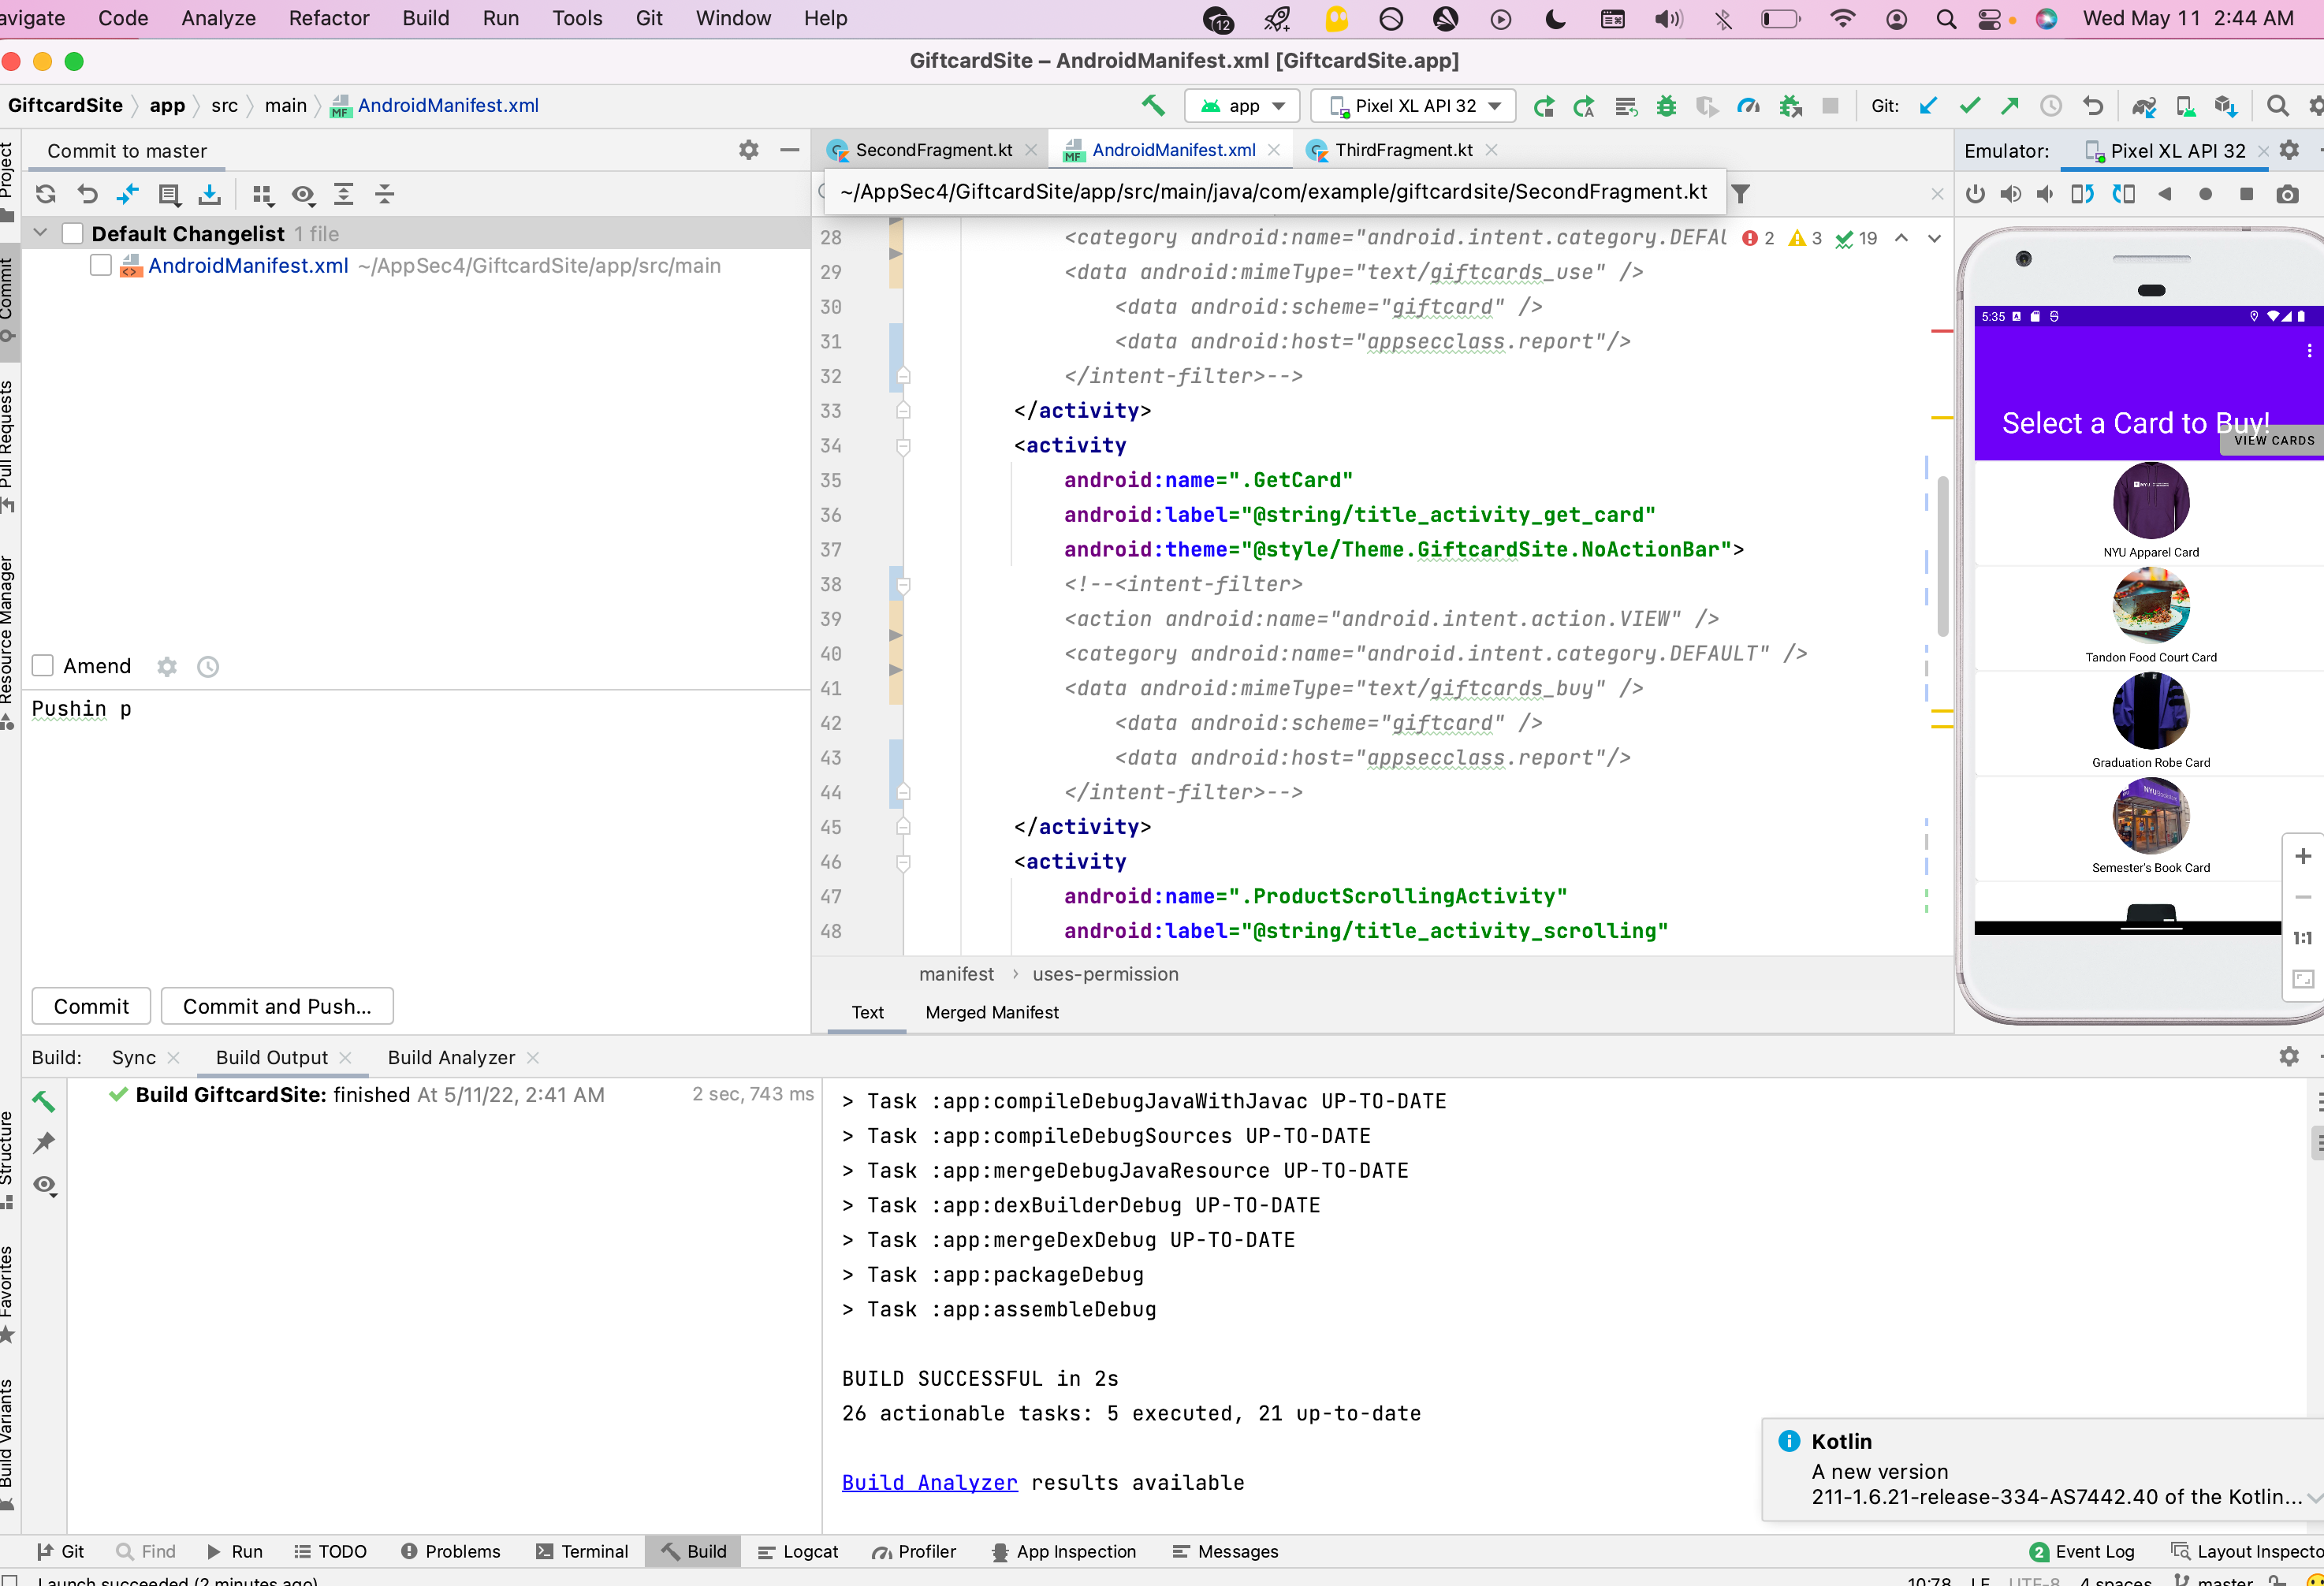 avigate Code Analyze Refactor Build Run Tools Git Window Help 12 Wed May 11 2:44 AM
GiftcardSite – AndroidManifest.xml [GiftcardSite.app]
GiftcardSite app src main MF AndroidManifest.xml app Pixel XL API 32 Git:
Project
Commit
Pull Requests
Resource Manager
Structure
Favorites
Build Variants
Commit to master
Default Changelist 1 file
AndroidManifest.xml ~/AppSec4/GiftcardSite/app/src/main
Amend
Pushin p
Commit Commit and Push...
SecondFragment.kt MF AndroidManifest.xml ThirdFragment.kt
~/AppSec4/GiftcardSite/app/src/main/java/com/example/giftcardsite/SecondFragment.kt
2 3 19
28 <category android:name="android.intent.category.DEFAU
29 <data android:mimeType="text/giftcards_use" />
30 <data android:scheme="giftcard" />
31 <data android:host="appsecclass.report"/>
32 </intent-filter>-->
33 </activity>
34 <activity
35 android:name=".GetCard"
36 android:label="@string/title_activity_get_card"
37 android:theme="@style/Theme.GiftcardSite.NoActionBar">
38 <!--<intent-filter>
39 <action android:name="android.intent.action.VIEW" />
40 <category android:name="android.intent.category.DEFAULT" />
41 <data android:mimeType="text/giftcards_buy" />
42 <data android:scheme="giftcard" />
43 <data android:host="appsecclass.report"/>
44 </intent-filter>-->
45 </activity>
46 <activity
47 android:name=".ProductScrollingActivity"
48 android:label="@string/title_activity_scrolling"
manifest › uses-permission
Text Merged Manifest
Emulator: Pixel XL API 32
5:35
Select a Card to Buy!
VIEW CARDS
NYU Apparel Card
Tandon Food Court Card
Graduation Robe Card
Semester's Book Card
1:1
Build: Sync Build Output Build Analyzer
Build GiftcardSite: finished At 5/11/22, 2:41 AM 2 sec, 743 ms
> Task :app:compileDebugJavaWithJavac UP-TO-DATE
> Task :app:compileDebugSources UP-TO-DATE
> Task :app:mergeDebugJavaResource UP-TO-DATE
> Task :app:dexBuilderDebug UP-TO-DATE
> Task :app:mergeDexDebug UP-TO-DATE
> Task :app:packageDebug
> Task :app:assembleDebug
BUILD SUCCESSFUL in 2s
26 actionable tasks: 5 executed, 21 up-to-date
Build Analyzer results available
Kotlin
A new version
211-1.6.21-release-334-AS7442.40 of the Kotlin...
Git Find Run TODO Problems Terminal Build Logcat Profiler App Inspection Messages 2 Event Log Layout Inspecto
Launch succeeded (2 minutes ago) 10:78 LF UTF-8 4 spaces master